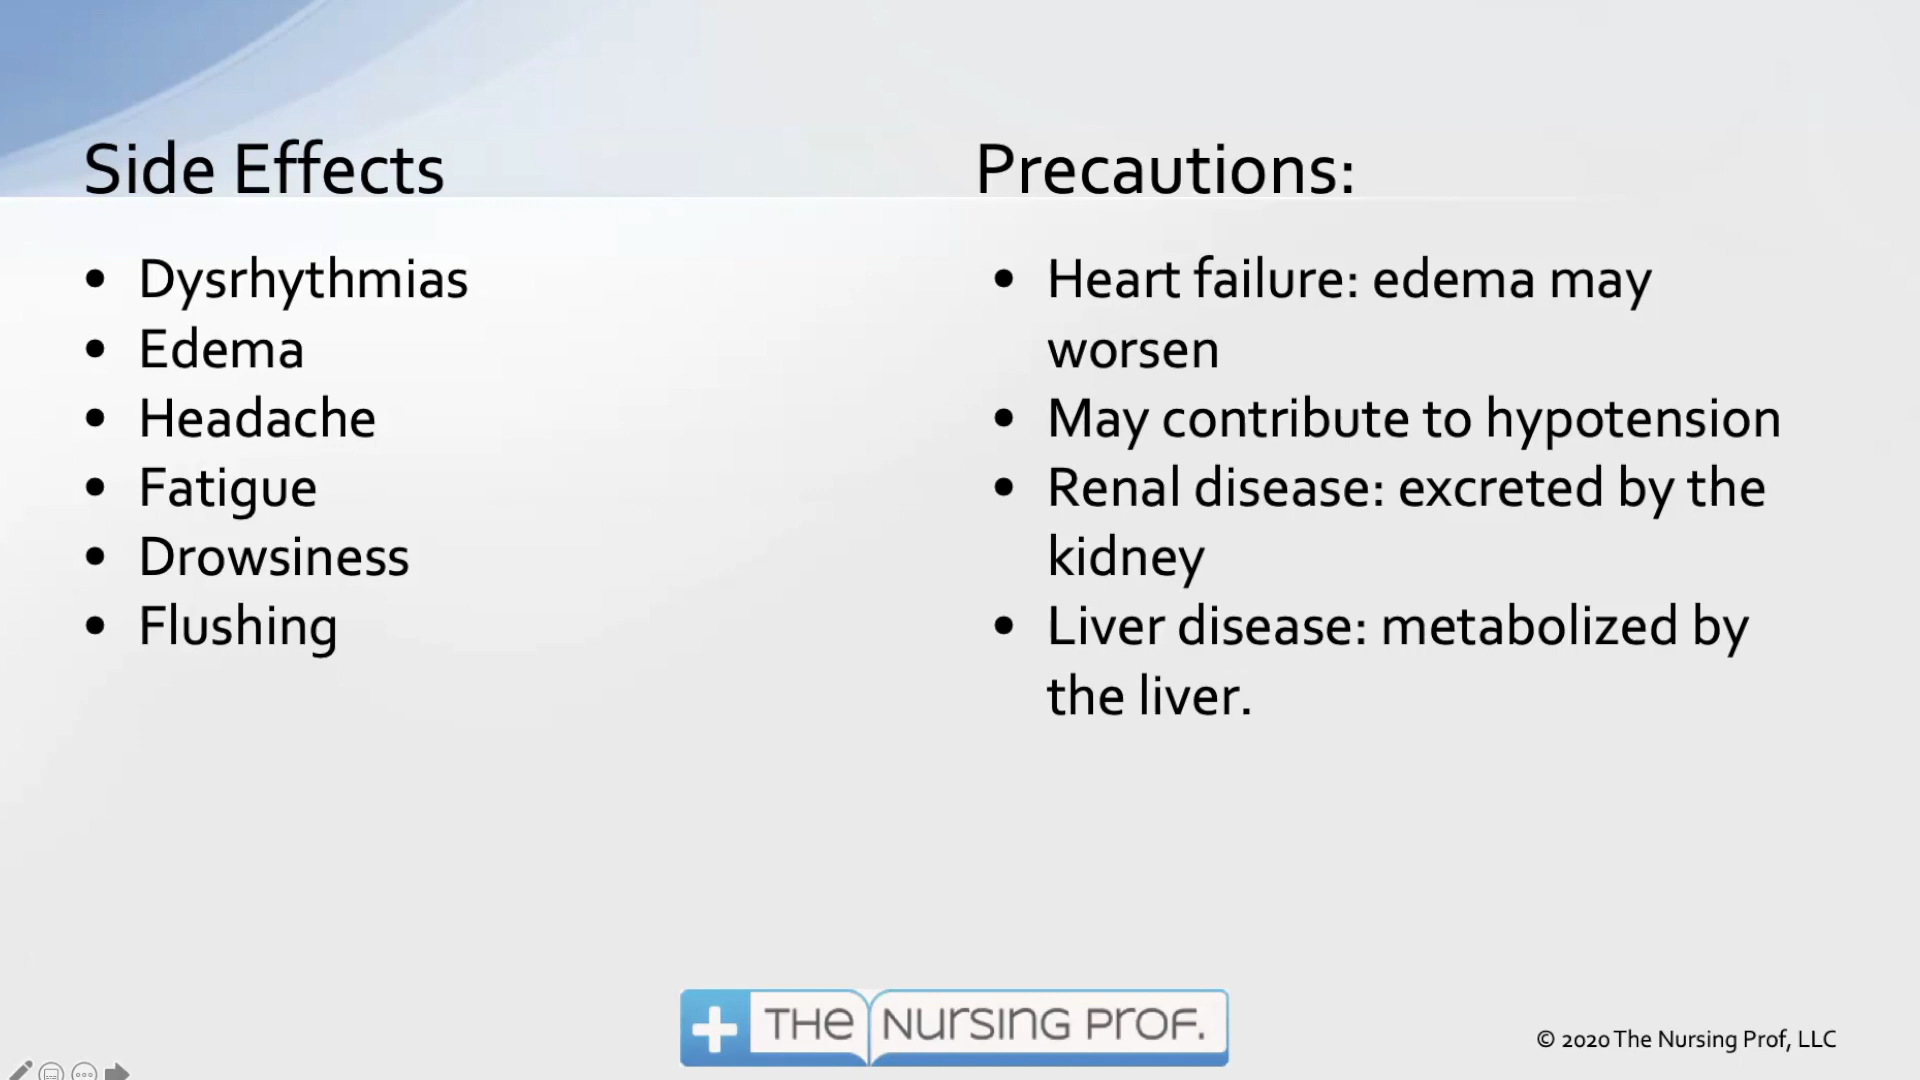 Side Effects
• Dysrhythmias
• Edema
• Headache
• Fatigue
• Drowsiness
• Flushing
Precautions:
• Heart failure: edema may
worsen
• May contribute to hypotension
• Renal disease: excreted by the
kidney
• Liver disease: metabolized by
the liver.
THE NURSING PROF.
© 2020 The Nursing Prof, LLC